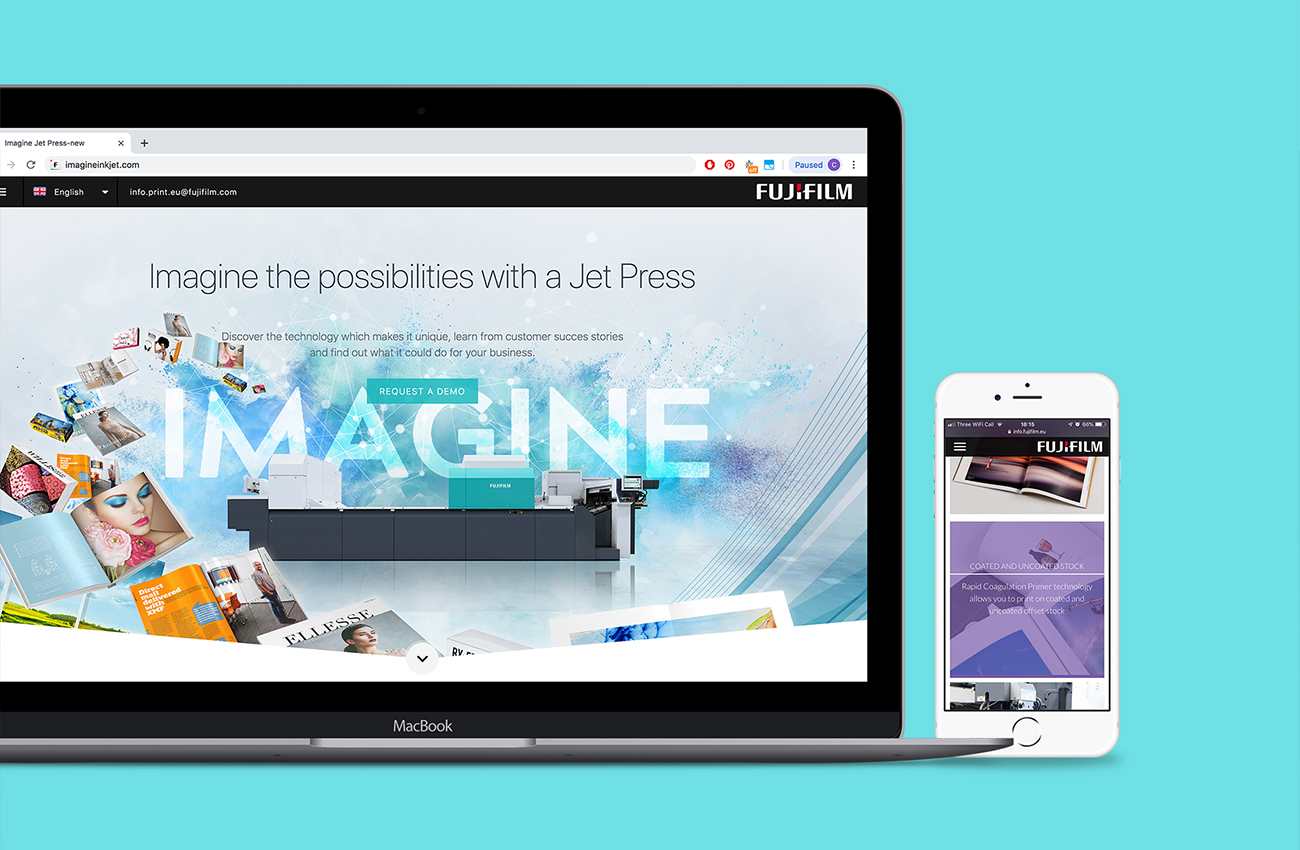 Imagine Jet Press-new
imagineinkjet.com
Paused C
English
info.print.eu@fujifilm.com
FUJIFILM
Imagine the possibilities with a Jet Press
Discover the technology which makes it unique, learn from customer succes stories
and find out what it could do for your business.
REQUEST A DEMO
IMAGINE
FUJIFILM
ELLESSE
Direct
mail
delivered
with
XMF
ELLESSE
MacBook
Three WiFi Call 18:15 66%
info.fujifilm.eu
FUJIFILM
COATED AND UNCOATED STOCK
Rapid Coagulation Primer technology
allows you to print on coated and
uncoated offset stock